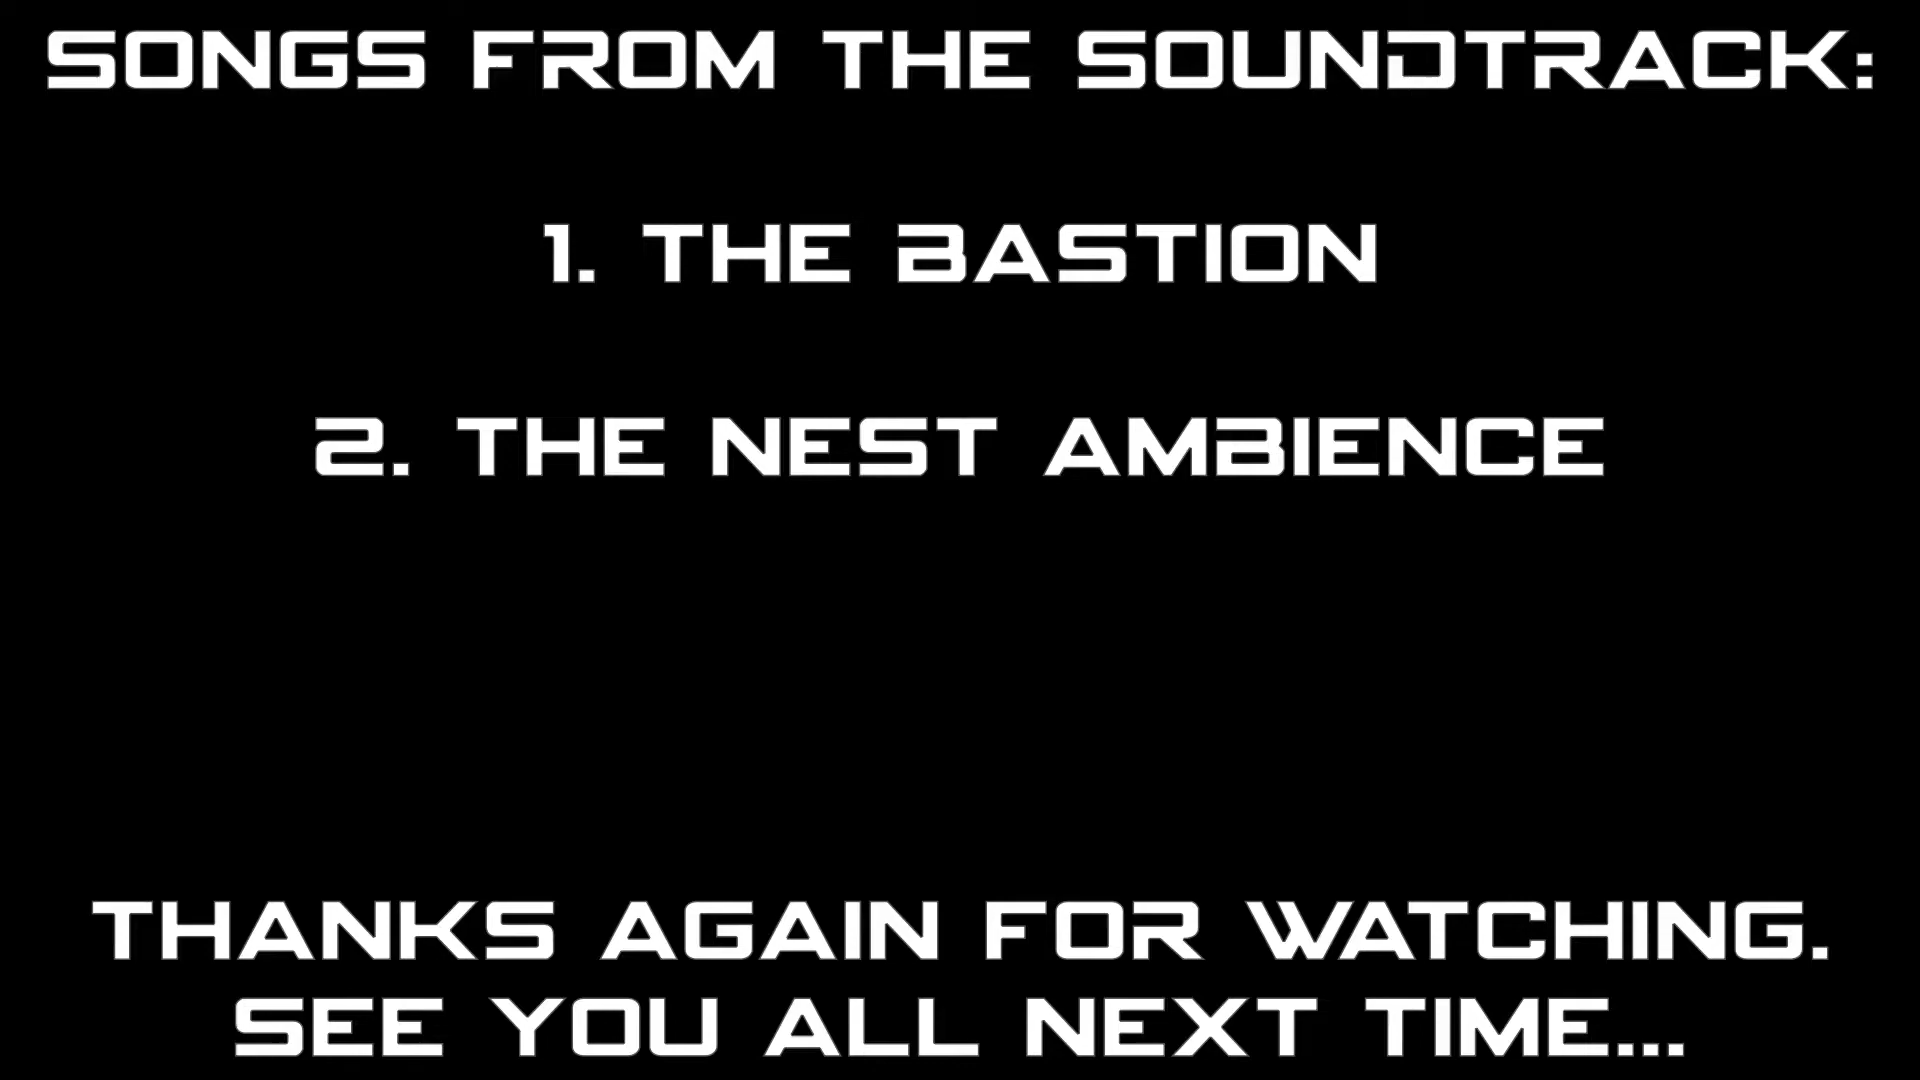 SONGS FROM THE SOUNDTRACK:
1. THE BASTION
2. THE NEST AMBIENCE
THANKS AGAIN FOR WATCHING.
SEE YOU ALL NEXT TIME...